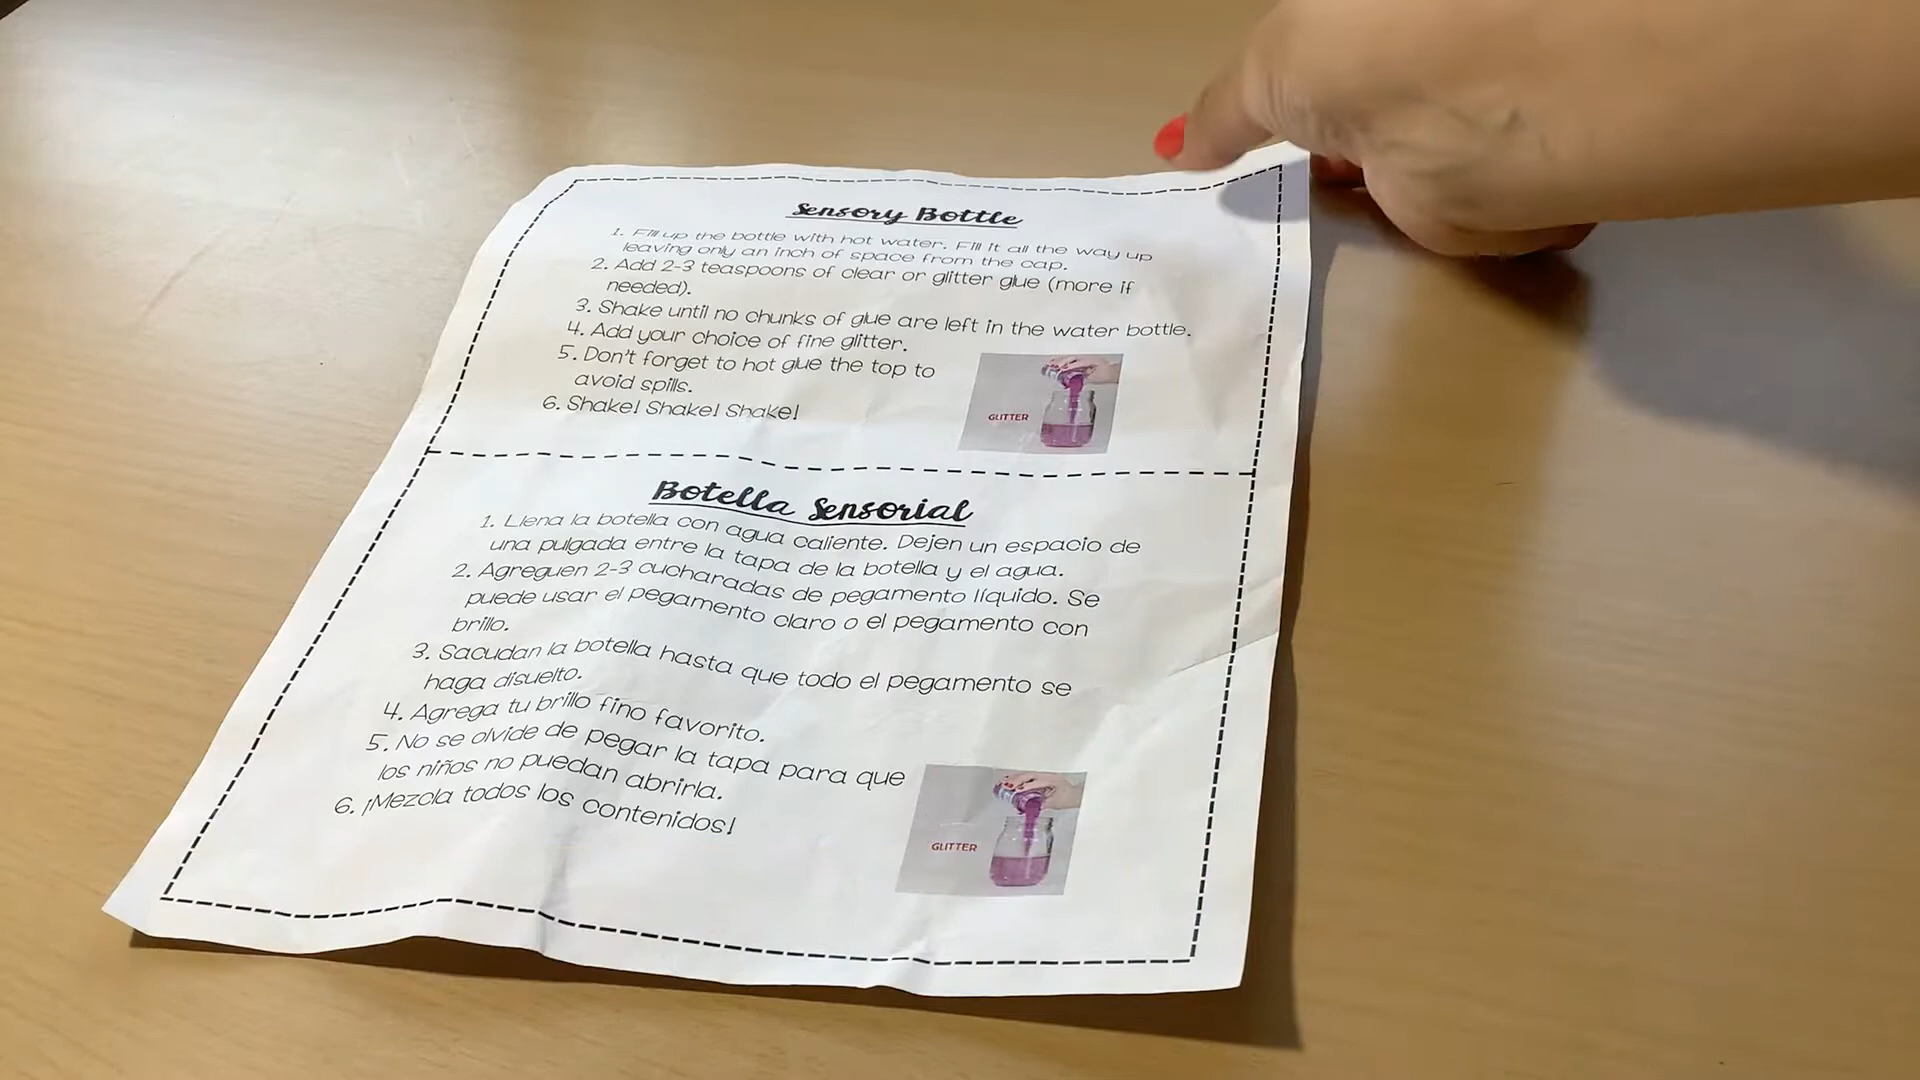 Sensory Bottle
1. Fill up the bottle with hot water. Fill it all the way up
leaving only an inch of space from the cap.
2. Add 2-3 teaspoons of clear or glitter glue (more if
needed).
3. Shake until no chunks of glue are left in the water bottle.
4. Add your choice of fine glitter.
5. Don't forget to hot glue the top to
avoid spills.
6. Shake! Shake! Shake!
GLITTER
Botella Sensorial
1. Llena la botella con agua caliente. Dejen un espacio de
una pulgada entre la tapa de la botella y el agua.
2. Agreguen 2-3 cucharadas de pegamento líquido. Se
puede usar el pegamento claro o el pegamento con
brillo.
3. Sacudan la botella hasta que todo el pegamento se
haga disuelto.
4. Agrega tu brillo fino favorito.
5. No se olvide de pegar la tapa para que
los niños no puedan abrirla.
6. ¡Mezcla todos los contenidos!
GLITTER